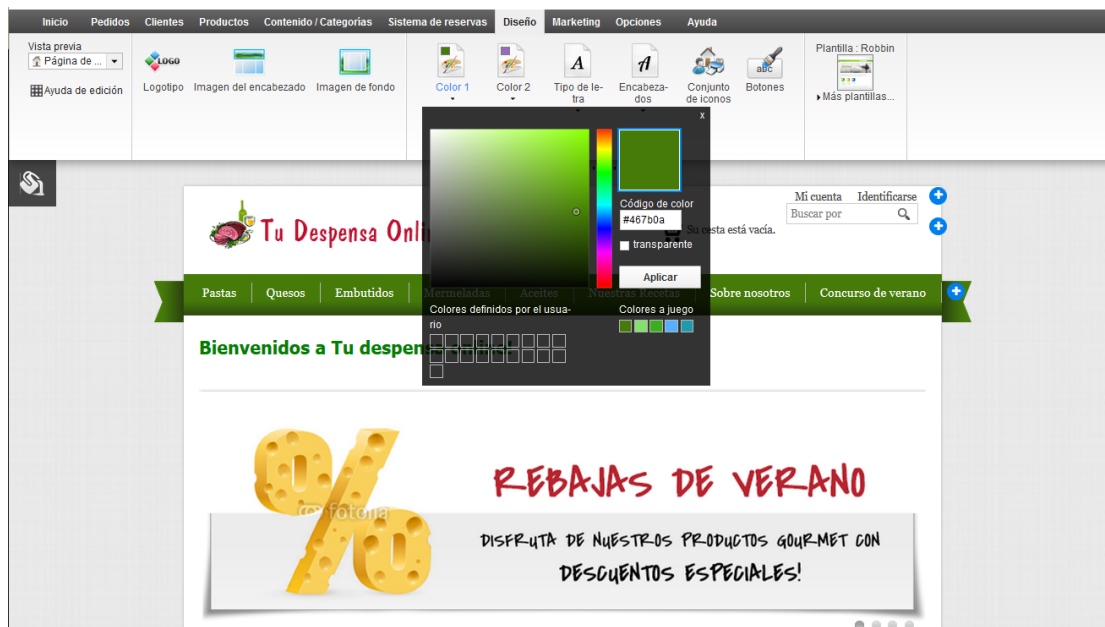 Inicio Pedidos Clientes Productos Contenido / Categorías Sistema de reservas Diseño Marketing Opciones Ayuda
Vista previa
Página de ...
Ayuda de edición
LOGO
Logotipo
Imagen del encabezado
Imagen de fondo
Color 1
Color 2
A
Tipo de le-
tra
A
Encabeza-
dos
Conjunto
de iconos
abc
Botones
Plantilla : Robbin
Más plantillas...
x
Código de color
#467b0a
transparente
Aplicar
Colores definidos por el usua-
rio
Colores a juego
Mi cuenta Identificarse
Buscar por
Tu Despensa Onli
Su cesta está vacía.
Pastas Quesos Embutidos Mermeladas Aceites Nuestras Recetas Sobre nosotros Concurso de verano
Bienvenidos a Tu despensa online!
% fotolia
REBAJAS DE VERANO
DISFRUTA DE NUESTROS PRODUCTOS GOURMET CON
DESCUENTOS ESPECIALES!